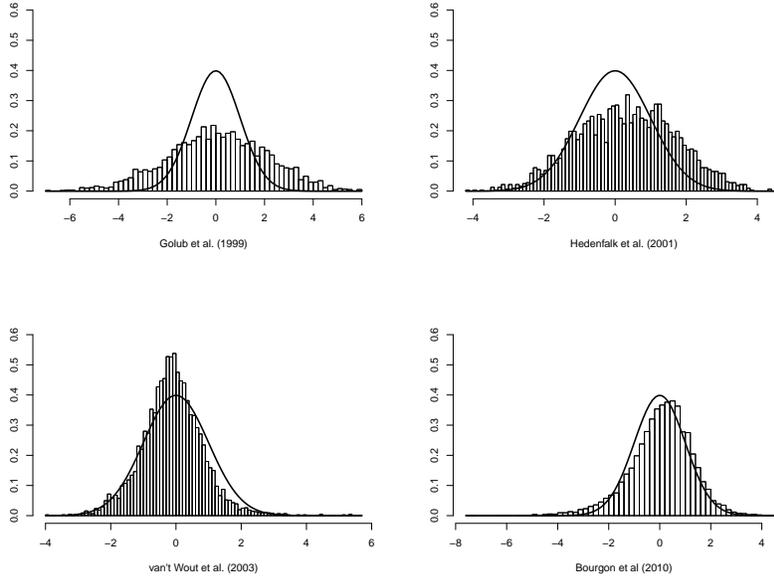 0.0 0.1 0.2 0.3 0.4 0.5 0.6
−6 −4 −2 0 2 4 6
Golub et al. (1999)
0.0 0.1 0.2 0.3 0.4 0.5 0.6
−4 −2 0 2 4
Hedenfalk et al. (2001)
0.0 0.1 0.2 0.3 0.4 0.5 0.6
−4 −2 0 2 4 6
van't Wout et al. (2003)
0.0 0.1 0.2 0.3 0.4 0.5 0.6
−8 −6 −4 −2 0 2 4
Bourgon et al (2010)